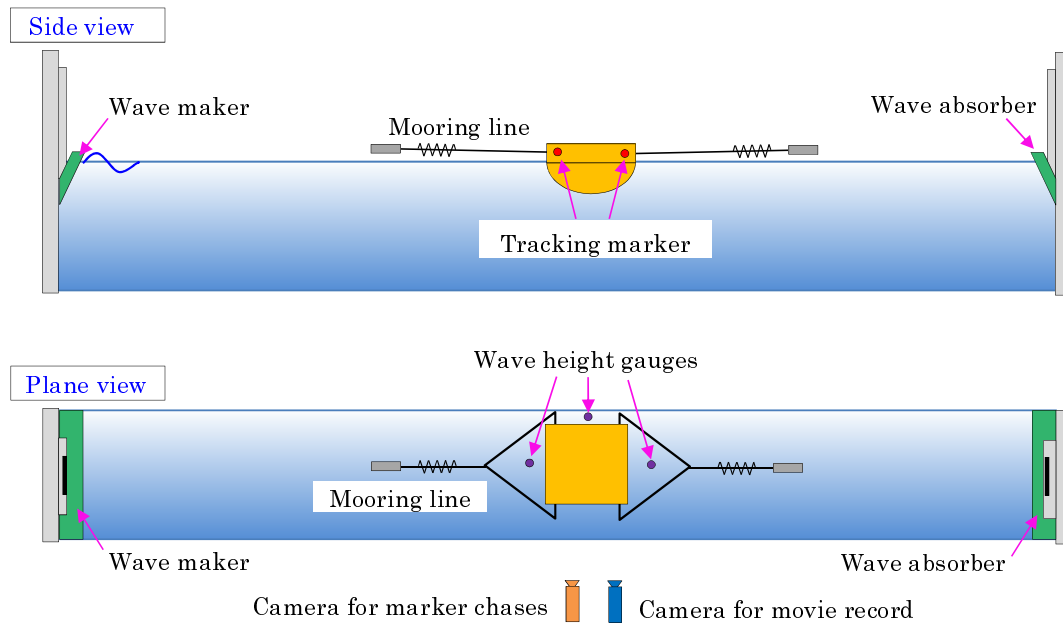 Side view
Wave maker
Wave absorber
Mooring line
Tracking marker
Wave height gauges
Plane view
Mooring line
Wave maker
Wave absorber
Camera for marker chases
Camera for movie record